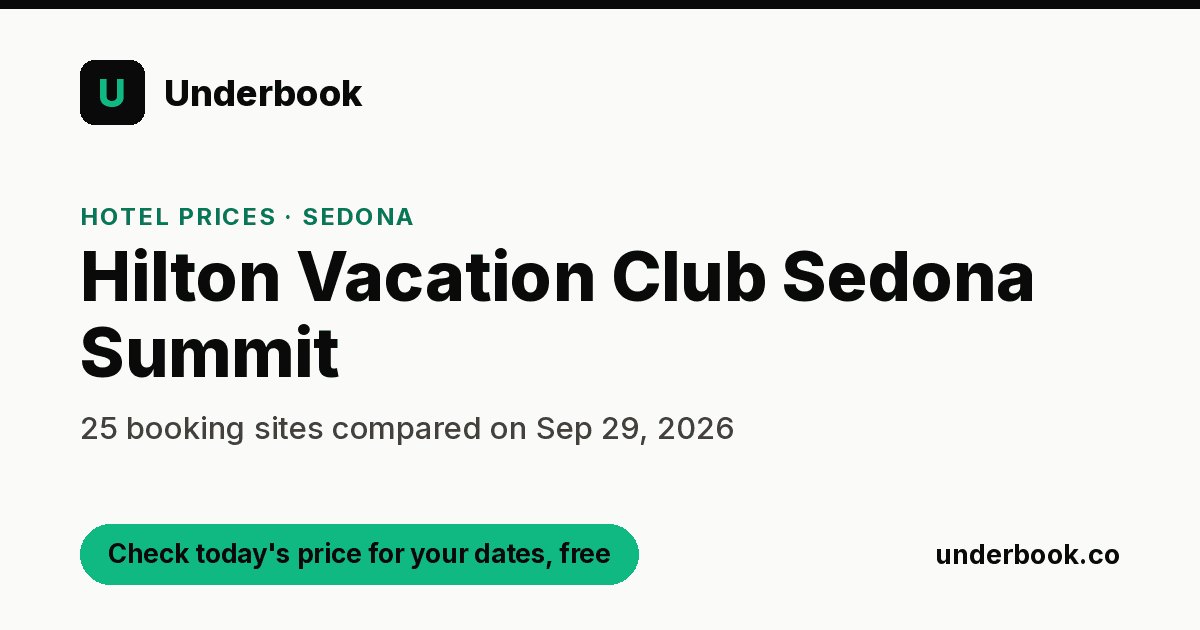 U
Underbook
HOTEL PRICES · SEDONA
Hilton Vacation Club Sedona
Summit
25 booking sites compared on Sep 29, 2026
Check today's price for your dates, free
underbook.co